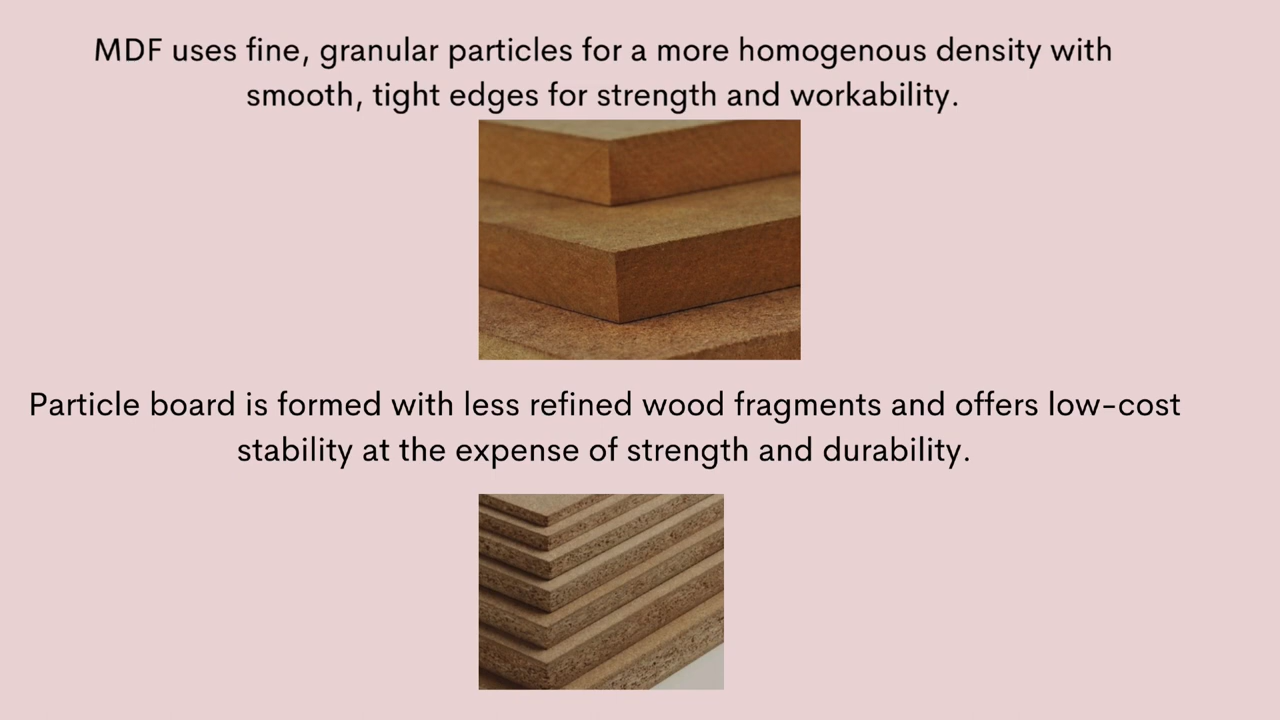 MDF uses fine, granular particles for a more homogenous density with
smooth, tight edges for strength and workability.
Particle board is formed with less refined wood fragments and offers low-cost
stability at the expense of strength and durability.